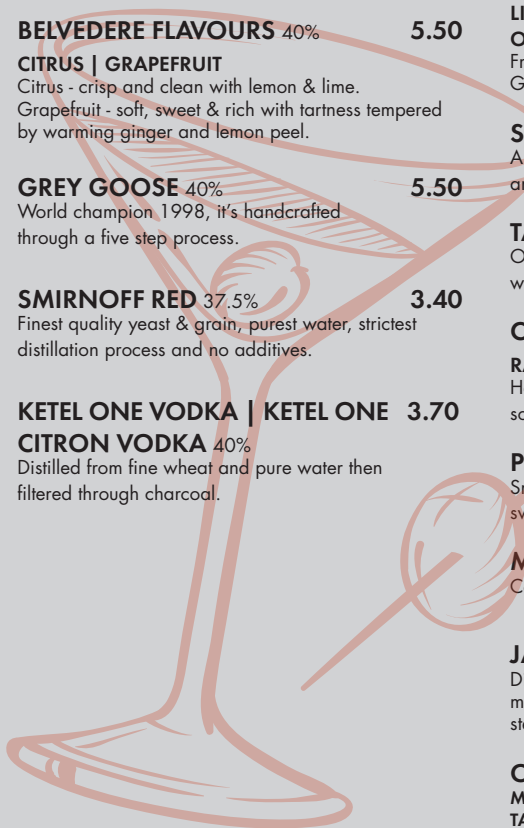 BELVEDERE FLAVOURS 40% 5.50
CITRUS | GRAPEFRUIT
Citrus - crisp and clean with lemon & lime.
Grapefruit - soft, sweet & rich with tartness tempered
by warming ginger and lemon peel.
GREY GOOSE 40% 5.50
World champion 1998, it’s handcrafted
through a five step process.
SMIRNOFF RED 37.5% 3.40
Finest quality yeast & grain, purest water, strictest
distillation process and no additives.
KETEL ONE VODKA | KETEL ONE 3.70
CITRON VODKA 40%
Distilled from fine wheat and pure water then
filtered through charcoal.